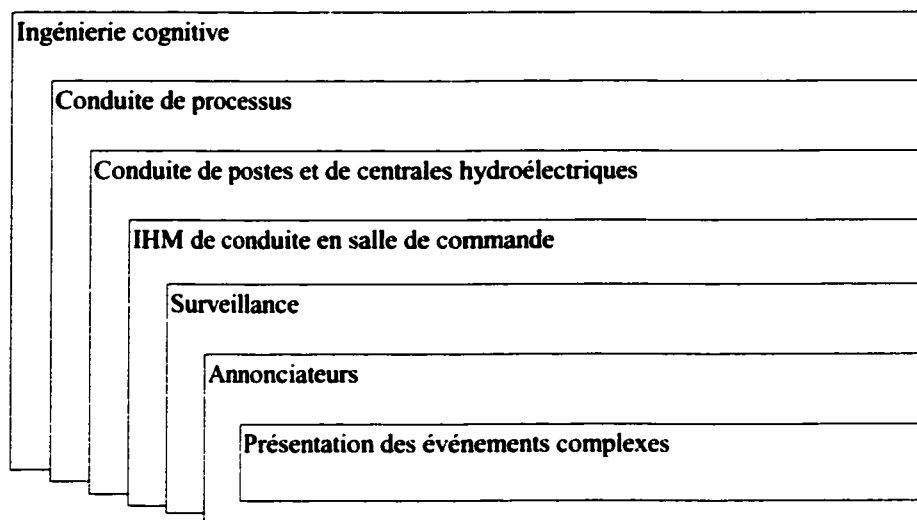 Ingénierie cognitive
Conduite de processus
Conduite de postes et de centrales hydroélectriques
IHM de conduite en salle de commande
Surveillance
Annonciateurs
Présentation des événements complexes